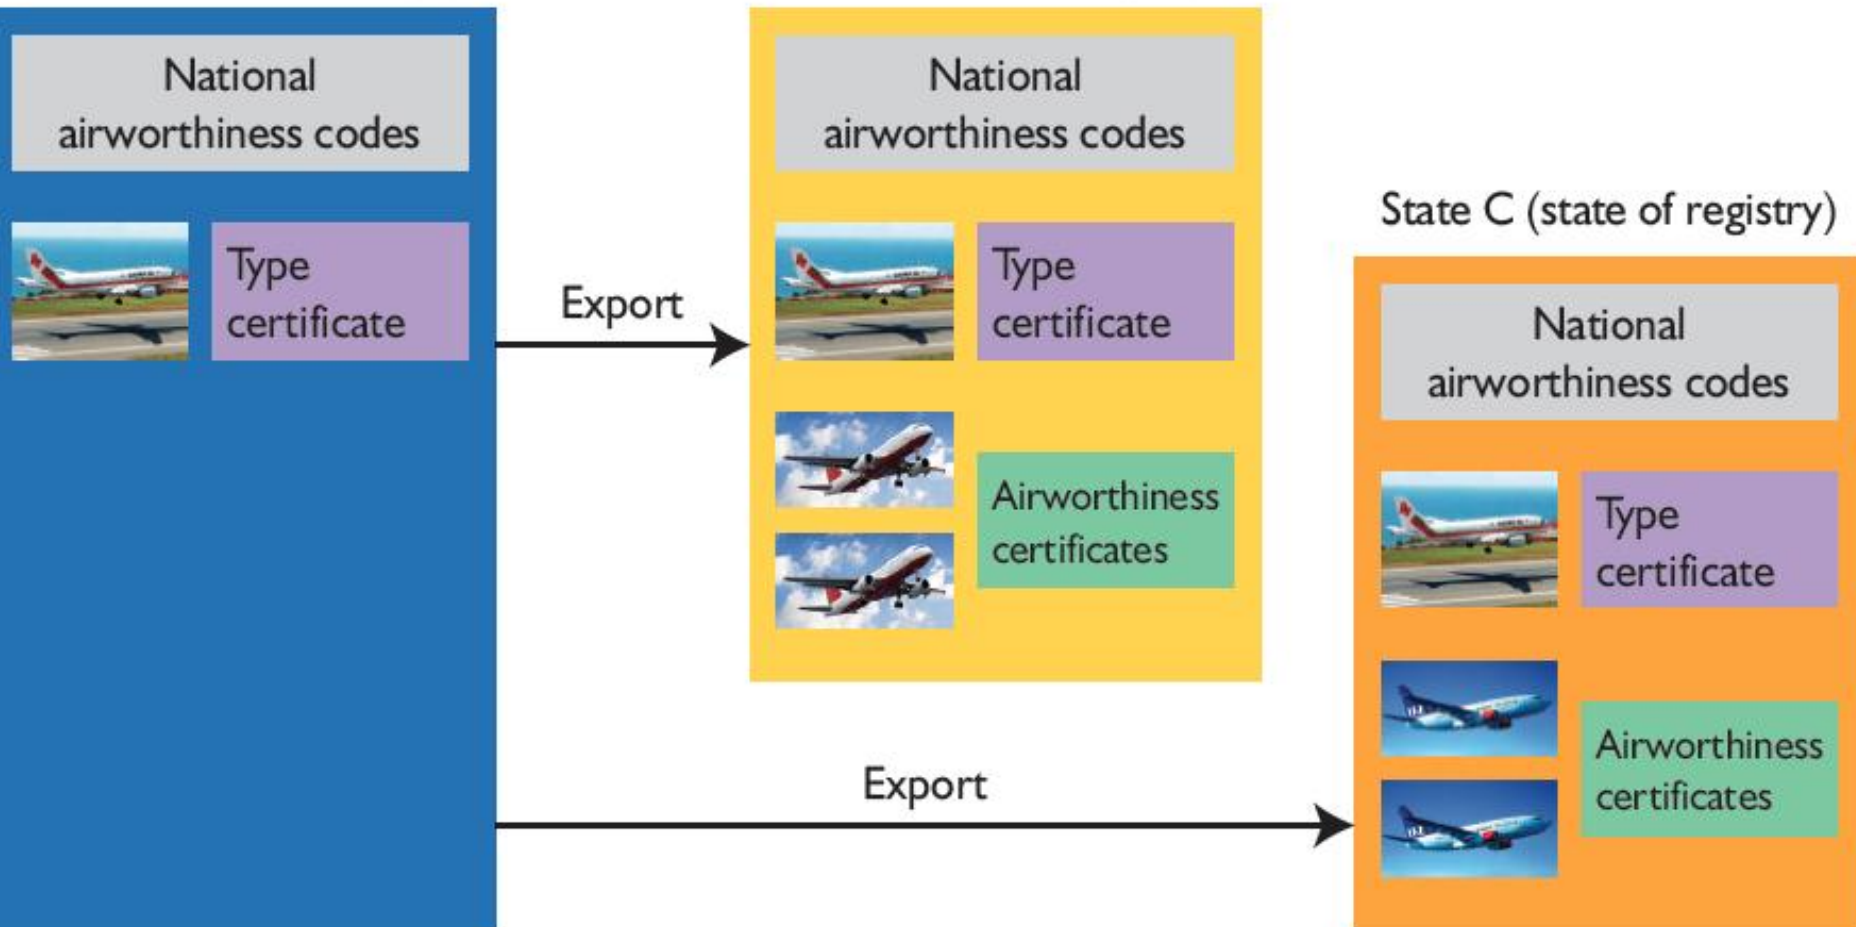 National
airworthiness codes
Type
certificate
Export
National
airworthiness codes
Type
certificate
Airworthiness
certificates
State C (state of registry)
National
airworthiness codes
Type
certificate
Airworthiness
certificates
Export